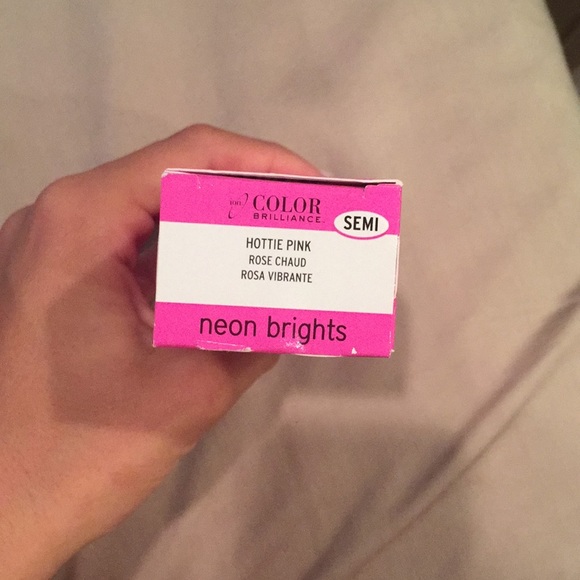 COLOR
BRILLIANCE
SEMI
HOTTIE PINK
ROSE CHAUD
ROSA VIBRANTE
neon brights